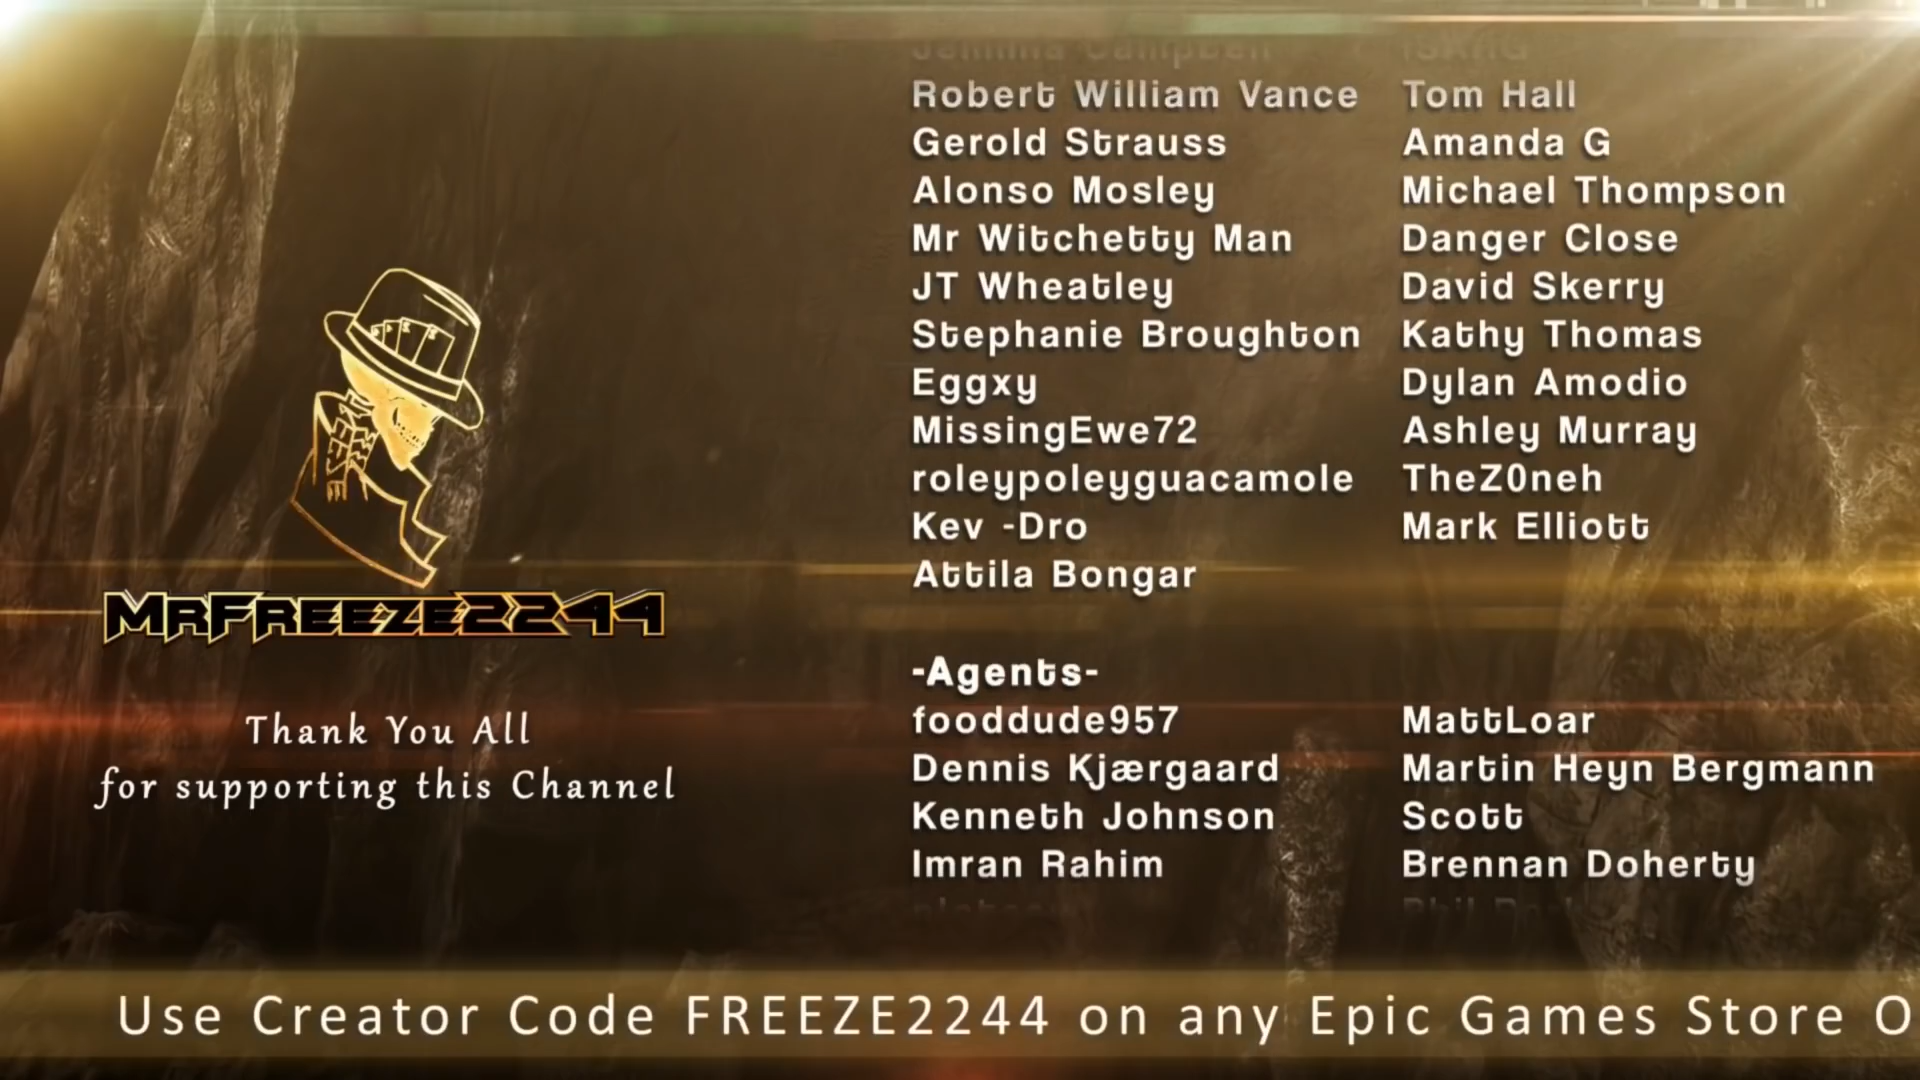 Robert William Vance Tom Hall
Gerold Strauss Amanda G
Alonso Mosley Michael Thompson
Mr Witchetty Man Danger Close
JT Wheatley David Skerry
Stephanie Broughton Kathy Thomas
Eggxy Dylan Amodio
MissingEwe72 Ashley Murray
roleypoleyguacamole TheZ0neh
Kev -Dro Mark Elliott
Attila Bongar
-Agents-
fooddude957 MattLoar
Dennis Kjærgaard Martin Heyn Bergmann
Kenneth Johnson Scott
Imran Rahim Brennan Doherty
MrFreeze2244
Thank You All
for supporting this Channel
Use Creator Code FREEZE2244 on any Epic Games Store O